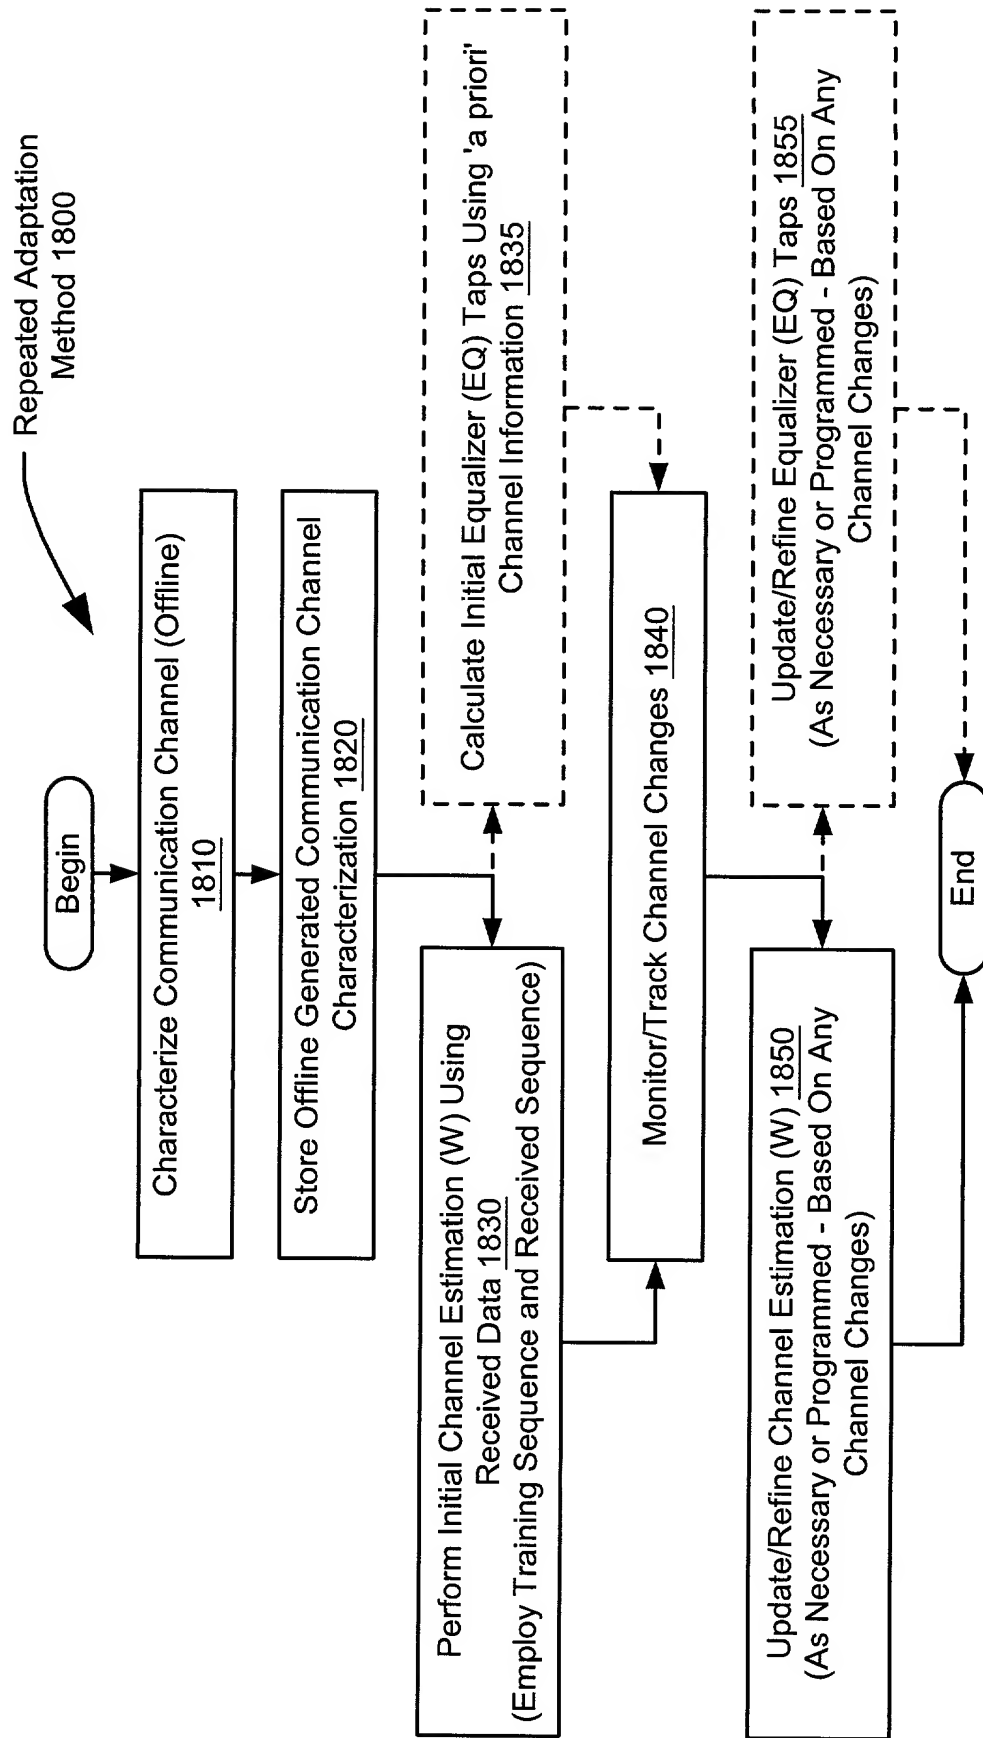 Repeated Adaptation
Method 1800
Begin
Characterize Communication Channel (Offline)
1810
Store Offline Generated Communication Channel
Characterization 1820
Perform Initial Channel Estimation (W) Using
Received Data 1830
(Employ Training Sequence and Received Sequence)
Calculate Initial Equalizer (EQ) Taps Using 'a priori'
Channel Information 1835
Monitor/Track Channel Changes 1840
Update/Refine Channel Estimation (W) 1850
(As Necessary or Programmed - Based On Any
Channel Changes)
Update/Refine Equalizer (EQ) Taps 1855
(As Necessary or Programmed - Based On Any
Channel Changes)
End